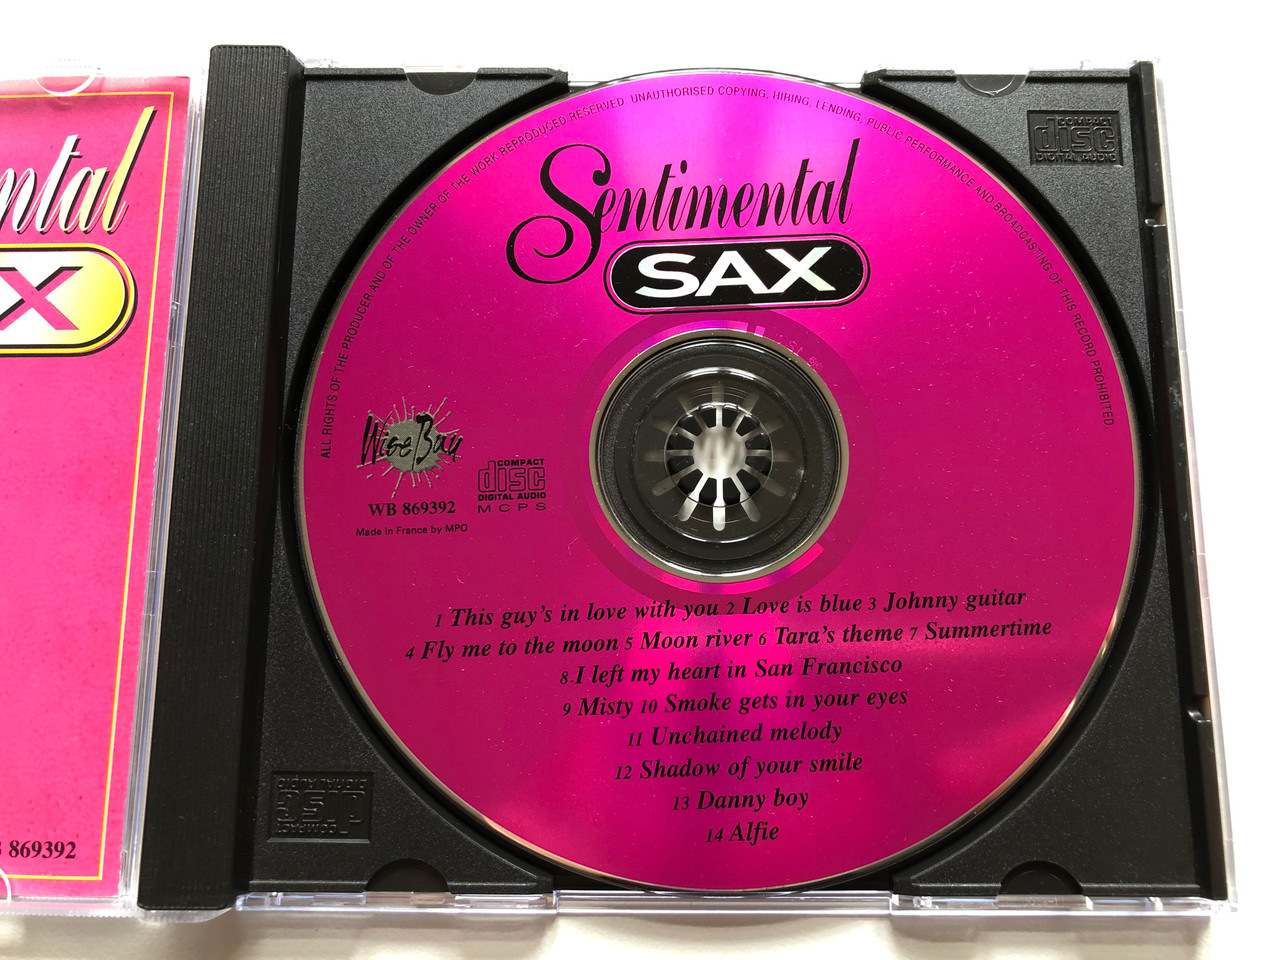 ntal
X
869392
ALL RIGHTS OF THE PRODUCER AND OF THE OWNER OF THE WORK REPRODUCED RESERVED. UNAUTHORISED COPYING, HIRING, LENDING, PUBLIC PERFORMANCE AND BROADCASTING OF THIS RECORD PROHIBITED
Sentimental
SAX
COMPACT
disc
DIGITAL AUDIO
Wise Buy
WB 869392
Made in France by MPO
COMPACT
disc
DIGITAL AUDIO
MCPS
1 This guy's in love with you 2 Love is blue 3 Johnny guitar
4 Fly me to the moon 5 Moon river 6 Tara's theme 7 Summertime
8 I left my heart in San Francisco
9 Misty 10 Smoke gets in your eyes
11 Unchained melody
12 Shadow of your smile
13 Danny boy
14 Alfie
COMPACT
disc
DIGITAL AUDIO